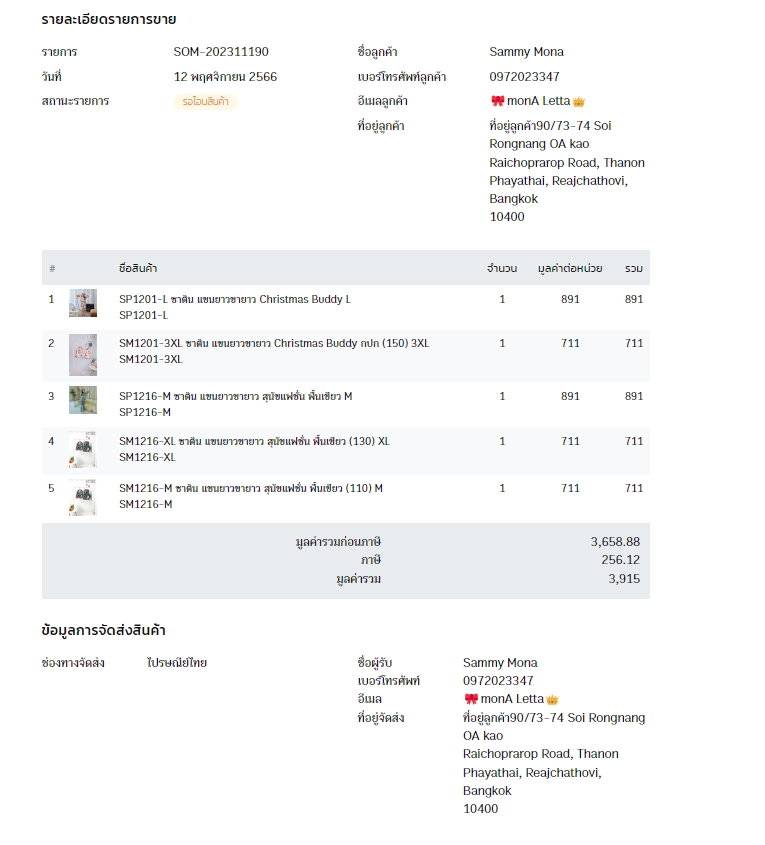 รายละเอียดรายการขาย
รายการ SOM-202311190 ชื่อลูกค้า Sammy Mona
วันที่ 12 พฤศจิกายน 2566 เบอร์โทรศัพท์ลูกค้า 0972023347
สถานะรายการ รอโอนสินค้า อีเมลลูกค้า 🎀monA Letta👑
ที่อยู่ลูกค้า ที่อยู่ลูกค้า90/73-74 Soi
Rongnang OA kao
Raichoprarop Road, Thanon
Phayathai, Reajchathovi,
Bangkok
10400
# ชื่อสินค้า จำนวน มูลค่าต่อหน่วย รวม
1 SP1201-L ซาติน แขนยาวขายาว Christmas Buddy L 1 891 891
SP1201-L
2 SM1201-3XL ซาติน แขนยาวขายาว Christmas Buddy กปก (150) 3XL 1 711 711
SM1201-3XL
3 SP1216-M ซาติน แขนยาวขายาว สุนัขแฟชั่น พื้นเขียว M 1 891 891
SP1216-M
4 SM1216-XL ซาติน แขนยาวขายาว สุนัขแฟชั่น พื้นเขียว (130) XL 1 711 711
SM1216-XL
5 SM1216-M ซาติน แขนยาวขายาว สุนัขแฟชั่น พื้นเขียว (110) M 1 711 711
SM1216-M
มูลค่ารวมก่อนภาษี 3,658.88
ภาษี 256.12
มูลค่ารวม 3,915
ข้อมูลการจัดส่งสินค้า
ช่องทางจัดส่ง ไปรษณีย์ไทย ชื่อผู้รับ Sammy Mona
เบอร์โทรศัพท์ 0972023347
อีเมล 🎀monA Letta👑
ที่อยู่จัดส่ง ที่อยู่ลูกค้า90/73-74 Soi Rongnang
OA kao
Raichoprarop Road, Thanon
Phayathai, Reajchathovi,
Bangkok
10400